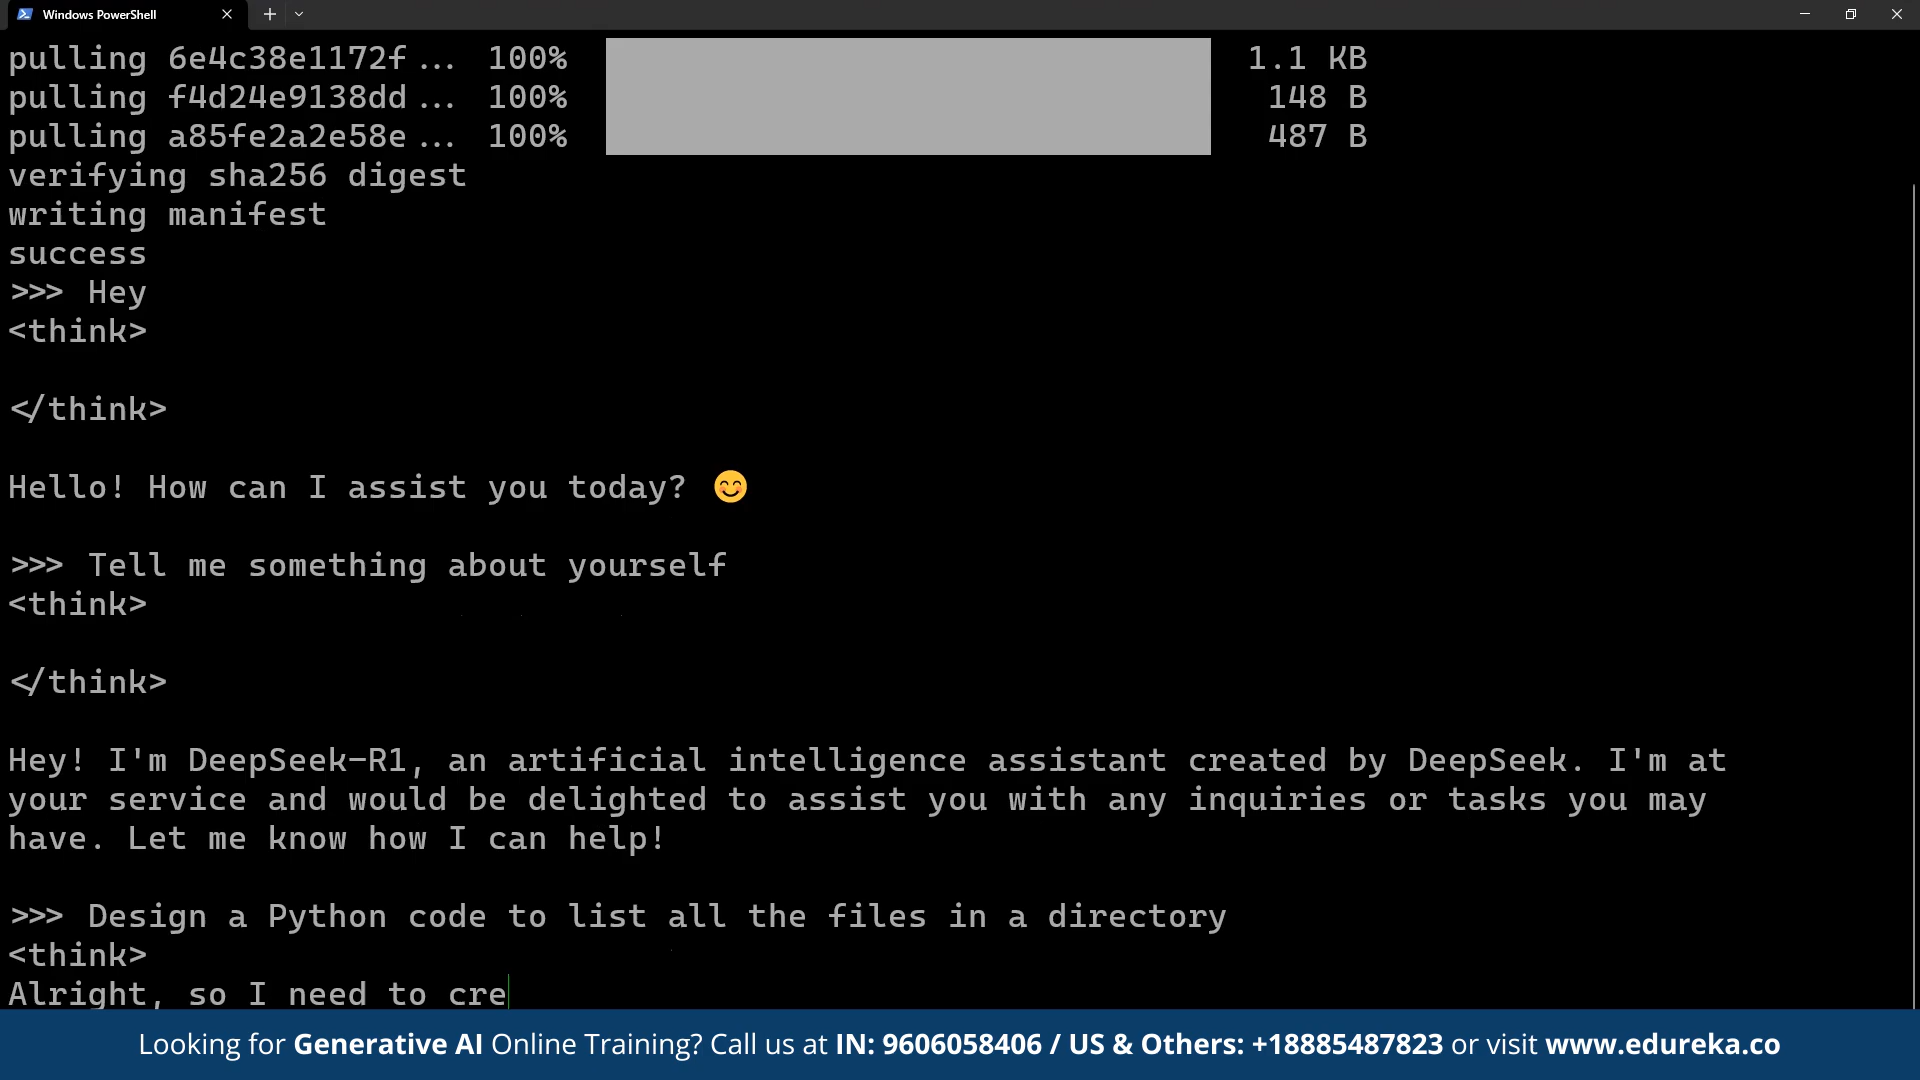 Windows PowerShell
pulling 6e4c38e1172f... 100% 1.1 KB
pulling f4d24e9138dd... 100% 148 B
pulling a85fe2a2e58e... 100% 487 B
verifying sha256 digest
writing manifest
success
>>> Hey
<think>
</think>
Hello! How can I assist you today? 😊
>>> Tell me something about yourself
<think>
</think>
Hey! I'm DeepSeek-R1, an artificial intelligence assistant created by DeepSeek. I'm at
your service and would be delighted to assist you with any inquiries or tasks you may
have. Let me know how I can help!
>>> Design a Python code to list all the files in a directory
<think>
Alright, so I need to cre
Looking for Generative AI Online Training? Call us at IN: 9606058406 / US & Others: +18885487823 or visit www.edureka.co